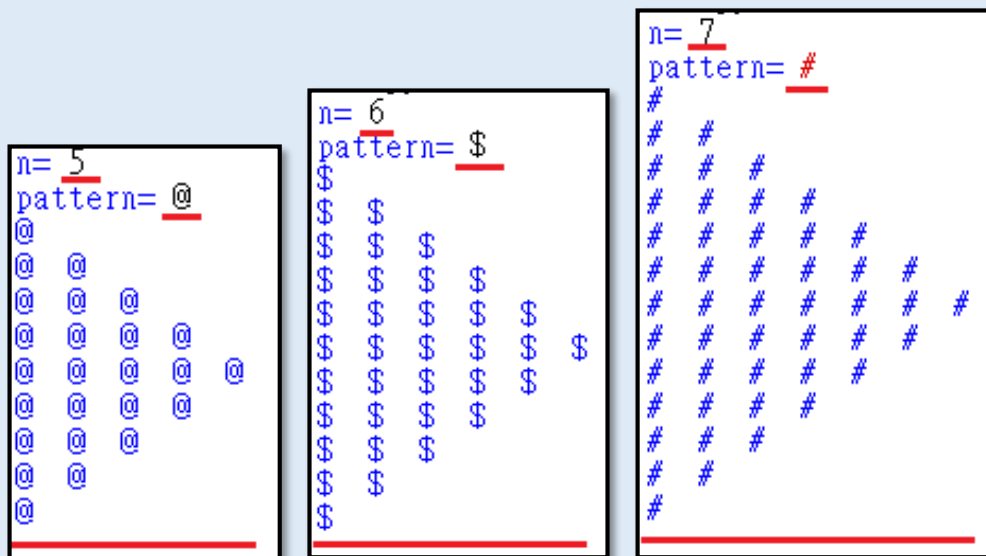 n= 5
pattern= @
@
@ @
@ @ @
@ @ @ @
@ @ @ @ @
@ @ @ @
@ @ @
@ @
@
n= 6
pattern= $
$
$ $
$ $ $
$ $ $ $
$ $ $ $ $
$ $ $ $ $ $
$ $ $ $ $
$ $ $ $
$ $ $
$ $
$
n= 7
pattern= #
#
# #
# # #
# # # #
# # # # #
# # # # # #
# # # # # # #
# # # # # #
# # # # #
# # # #
# # #
# #
#